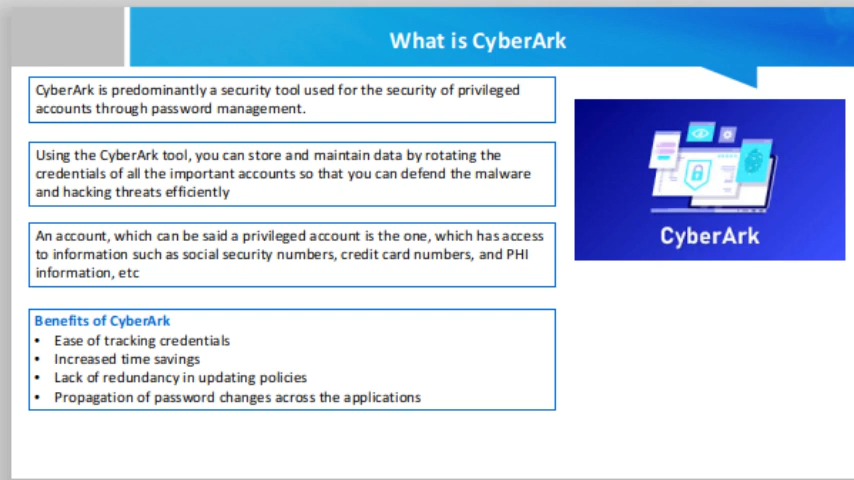 What is CyberArk
CyberArk is predominantly a security tool used for the security of privileged
accounts through password management.
Using the CyberArk tool, you can store and maintain data by rotating the
credentials of all the important accounts so that you can defend the malware
and hacking threats efficiently
An account, which can be said a privileged account is the one, which has access
to information such as social security numbers, credit card numbers, and PHI
information, etc
Benefits of CyberArk
• Ease of tracking credentials
• Increased time savings
• Lack of redundancy in updating policies
• Propagation of password changes across the applications
CyberArk